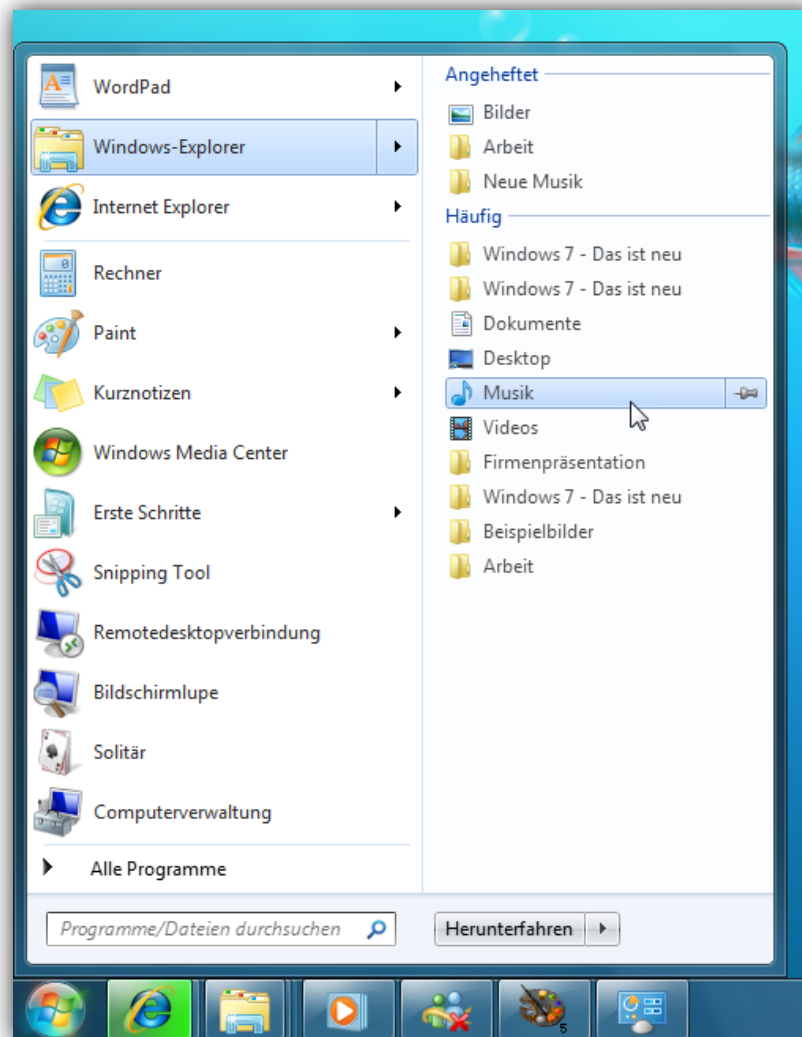 WordPad
Windows-Explorer
Internet Explorer
Rechner
Paint
Kurznotizen
Windows Media Center
Erste Schritte
Snipping Tool
Remotedesktopverbindung
Bildschirmlupe
Solitär
Computerverwaltung
Alle Programme
Programme/Dateien durchsuchen
Angeheftet
Bilder
Arbeit
Neue Musik
Häufig
Windows 7 - Das ist neu
Windows 7 - Das ist neu
Dokumente
Desktop
Musik
Videos
Firmenpräsentation
Windows 7 - Das ist neu
Beispielbilder
Arbeit
Herunterfahren
5